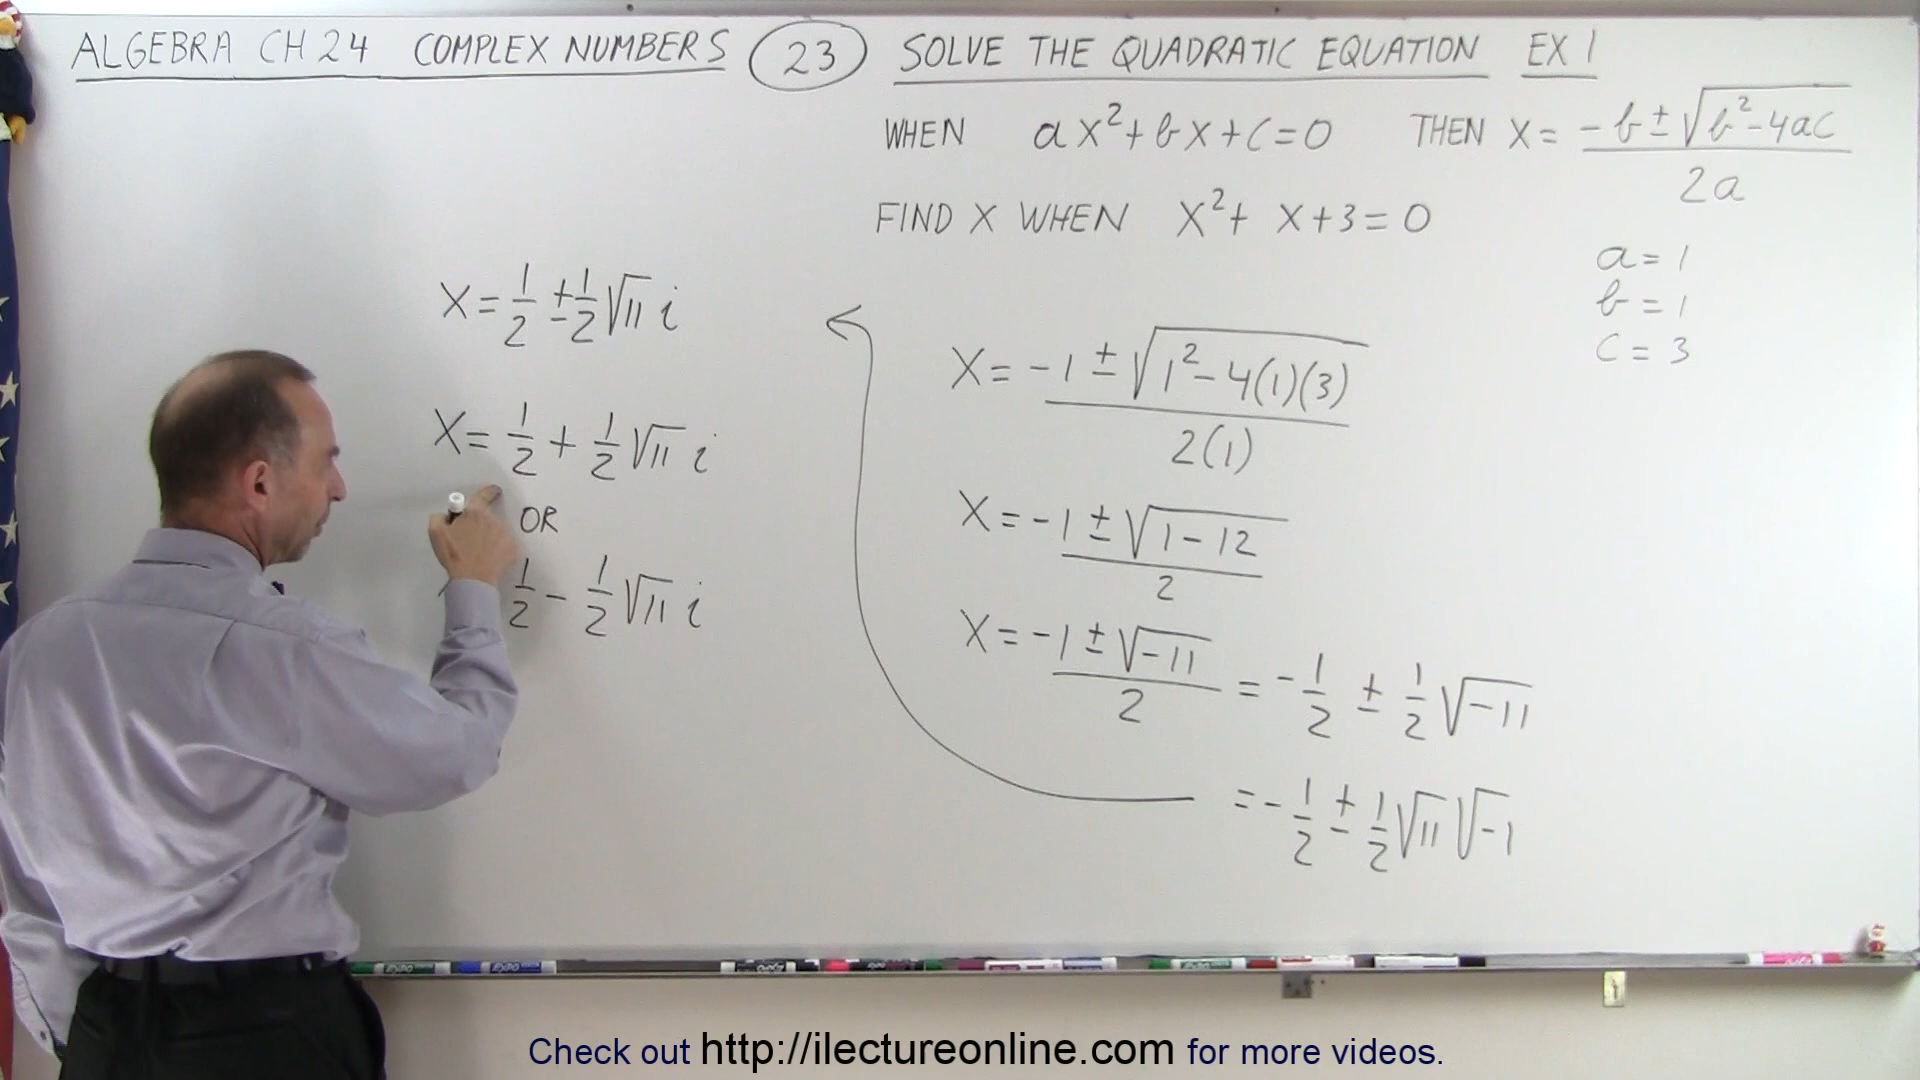 ALGEBRA CH 24 COMPLEX NUMBERS 23 SOLVE THE QUADRATIC EQUATION EX 1
WHEN ax²+bx+c=0 THEN X = (-b±√(b²-4ac))/2a
FIND X WHEN X²+ X+3=0
a=1
b=1
c=3
X= (-1±√(1²-4(1)(3)))/2(1)
X= (-1±√(1-12))/2
X= (-1±√-11)/2 = -1/2 ± 1/2 √-11
= -1/2 ± 1/2 √11 √-1
X= 1/2 ± 1/2 √11 i
X= 1/2 + 1/2 √11 i
OR
1/2 - 1/2 √11 i
Check out http://ilectureonline.com for more videos.